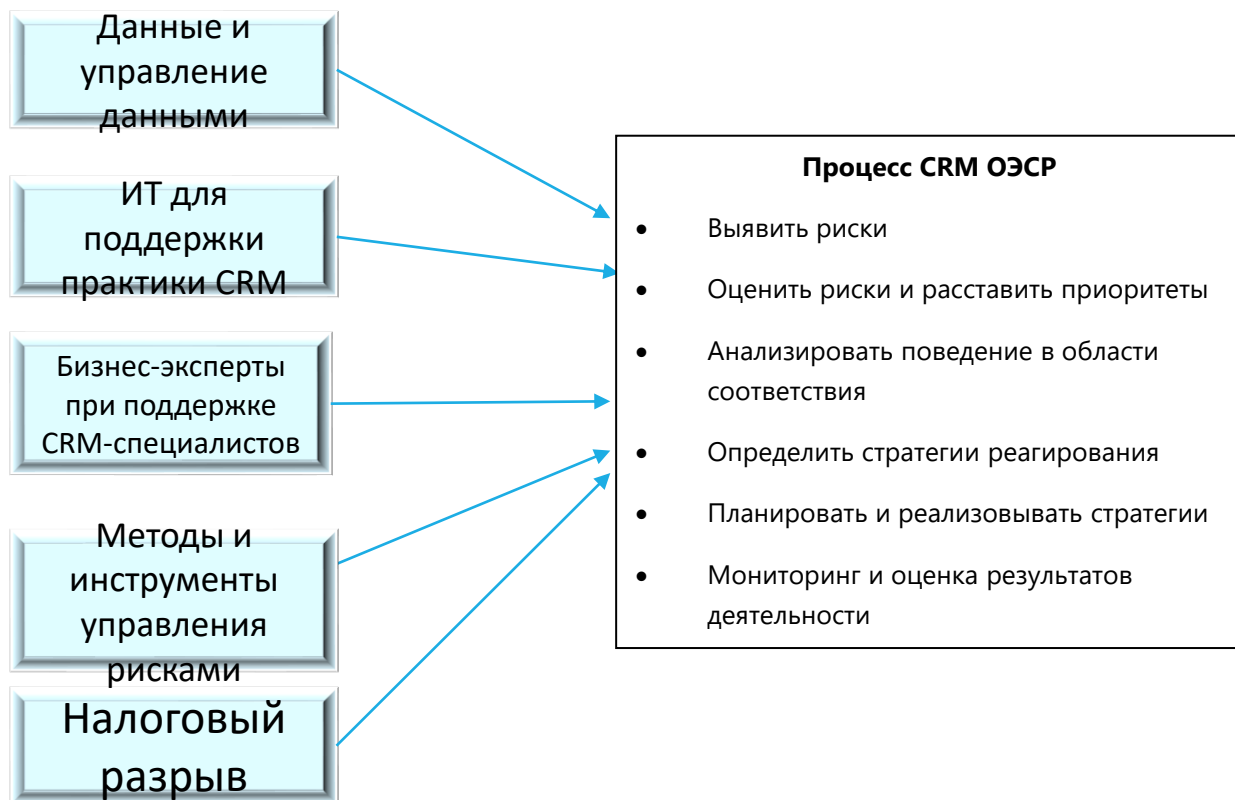 Данные и
управление
данными
ИТ для
поддержки
практики CRM
Бизнес-эксперты
при поддержке
CRM-специалистов
Методы и
инструменты
управления
рисками
Налоговый
разрыв
Процесс CRM ОЭСР
• Выявить риски
• Оценить риски и расставить приоритеты
• Анализировать поведение в области
соответствия
• Определить стратегии реагирования
• Планировать и реализовывать стратегии
• Мониторинг и оценка результатов
деятельности